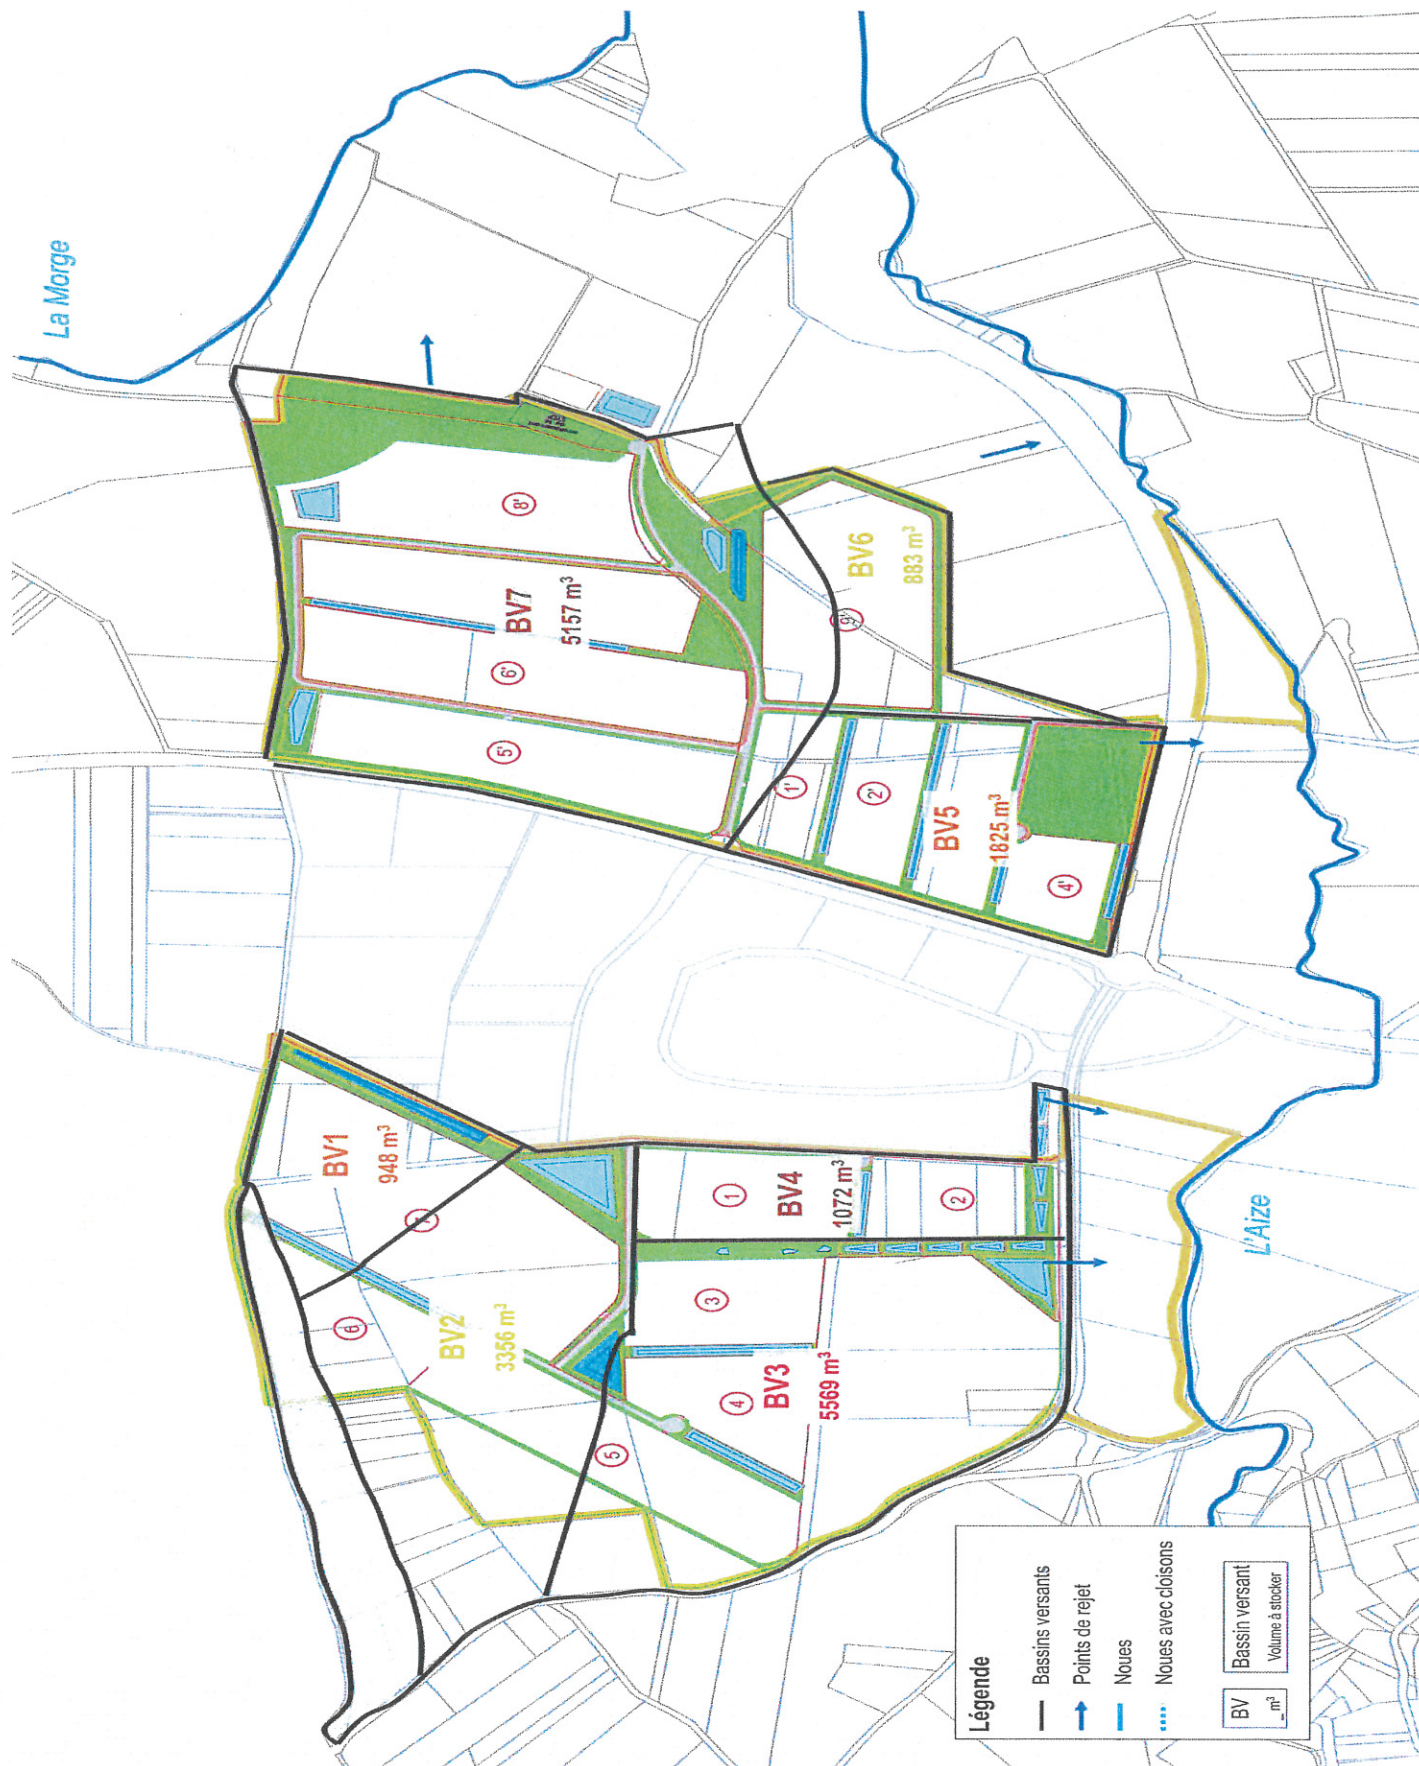 La Morge
8'
BV7
5157 m³
6'
5'
BV6
883 m³
9'
1'
2'
BV5
1825 m³
4'
BV1
948 m³
7
6
BV2
3356 m³
1
BV4
1072 m³
2
3
4
BV3
5569 m³
5
L'Aize
Légende
Bassins versants
Points de rejet
Noues
Noues avec cloisons
BV
_ m³
Bassin versant
Volume à stocker